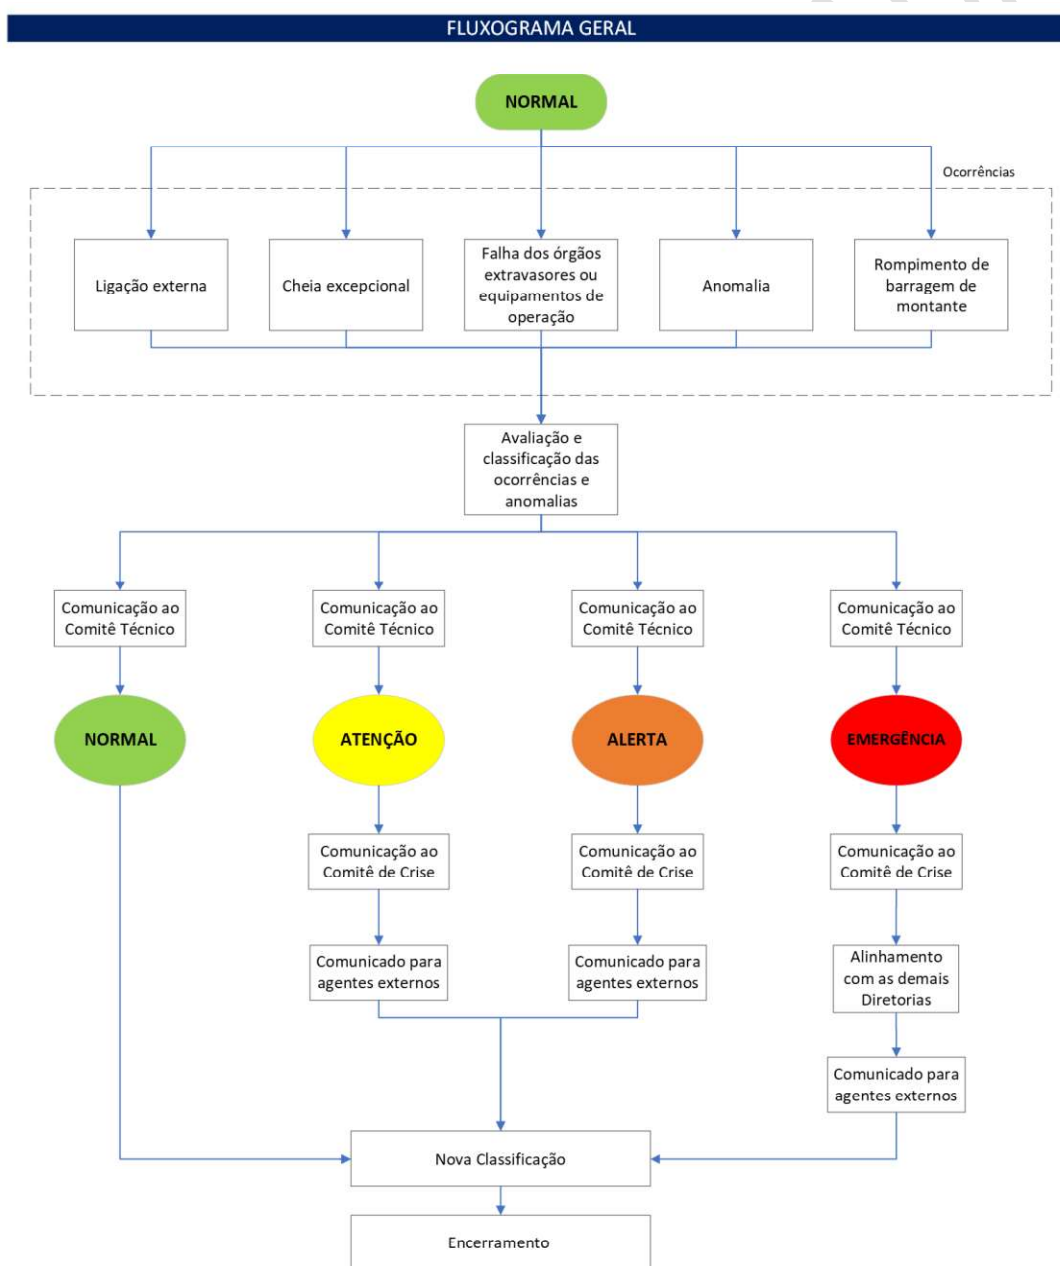 FLUXOGRAMA GERAL
NORMAL
Ocorrências
Ligação externa
Cheia excepcional
Falha dos órgãos
extravasores ou
equipamentos de
operação
Anomalia
Rompimento de
barragem de
montante
Avaliação e
classificação das
ocorrências e
anomalias
Comunicação ao
Comitê Técnico
Comunicação ao
Comitê Técnico
Comunicação ao
Comitê Técnico
Comunicação ao
Comitê Técnico
NORMAL
ATENÇÃO
ALERTA
EMERGÊNCIA
Comunicação ao
Comitê de Crise
Comunicação ao
Comitê de Crise
Comunicação ao
Comitê de Crise
Comunicado para
agentes externos
Comunicado para
agentes externos
Alinhamento
com as demais
Diretorias
Comunicado para
agentes externos
Nova Classificação
Encerramento